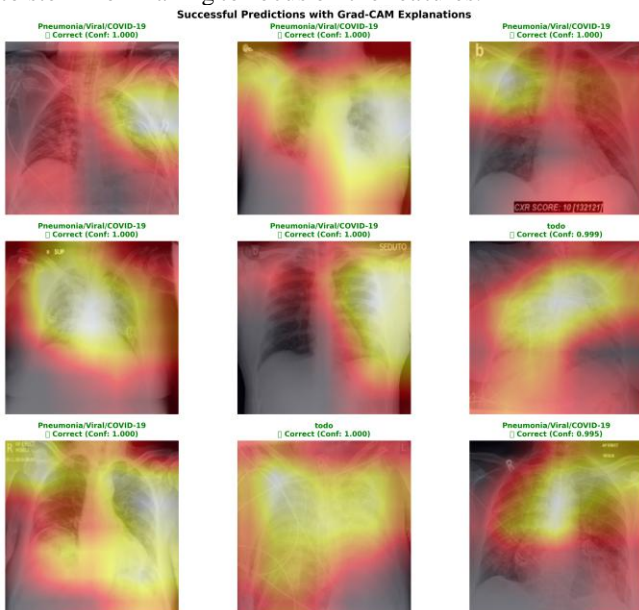 Successful Predictions with Grad-CAM Explanations
Pneumonia/Viral/COVID-19
Correct (Conf: 1.000)
Pneumonia/Viral/COVID-19
Correct (Conf: 1.000)
Pneumonia/Viral/COVID-19
Correct (Conf: 1.000)
b
CXR SCORE: 10 [132121]
Pneumonia/Viral/COVID-19
Correct (Conf: 1.000)
SUP
Pneumonia/Viral/COVID-19
Correct (Conf: 1.000)
SEDUTO
todo
Correct (Conf: 0.999)
Pneumonia/Viral/COVID-19
Correct (Conf: 1.000)
todo
Correct (Conf: 1.000)
Pneumonia/Viral/COVID-19
Correct (Conf: 0.995)